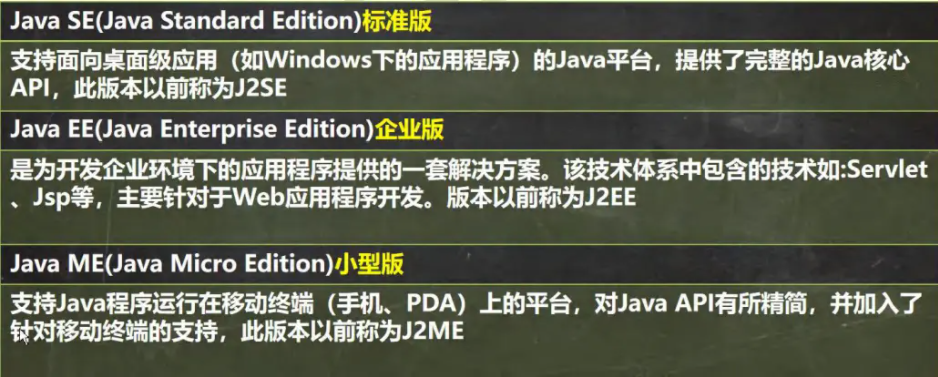 Java SE(Java Standard Edition)标准版
支持面向桌面级应用（如Windows下的应用程序）的Java平台，提供了完整的Java核心
API，此版本以前称为J2SE
Java EE(Java Enterprise Edition)企业版
是为开发企业环境下的应用程序提供的一套解决方案。该技术体系中包含的技术如:Servlet
、Jsp等，主要针对于Web应用程序开发。版本以前称为J2EE
Java ME(Java Micro Edition)小型版
支持Java程序运行在移动终端（手机、PDA）上的平台，对Java API有所精简，并加入了
针对移动终端的支持，此版本以前称为J2ME